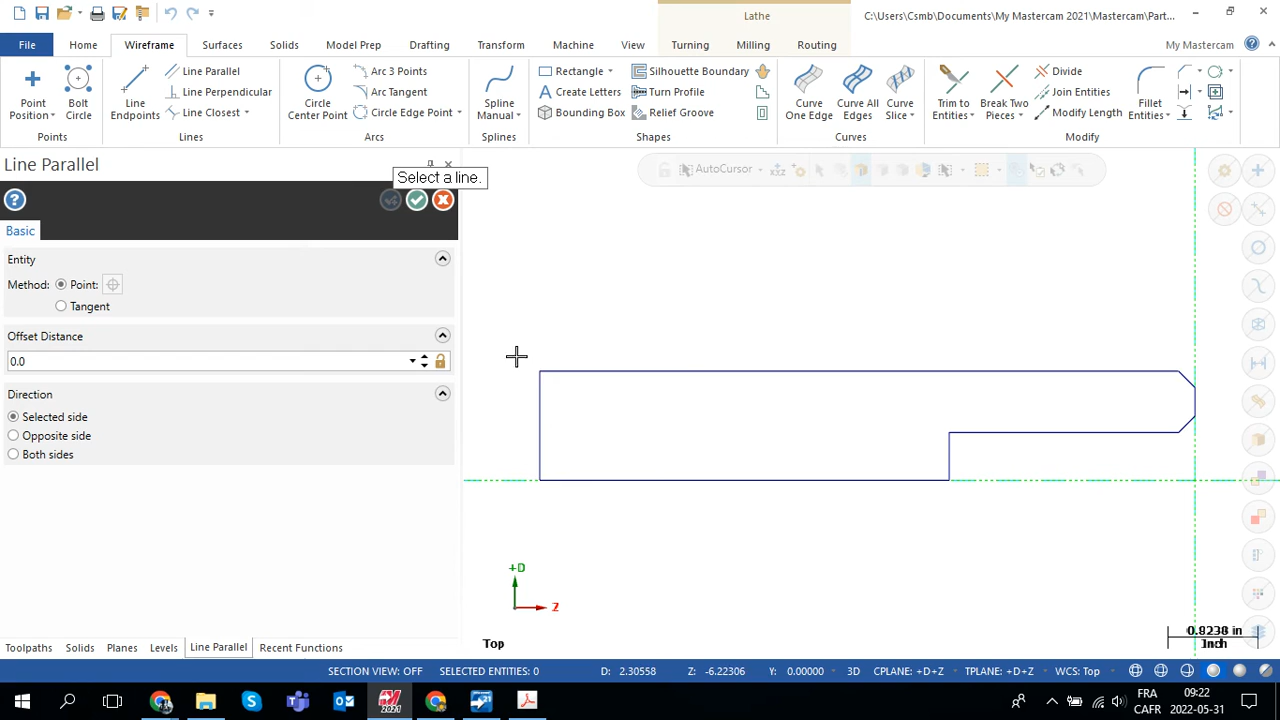 Lathe
C:\Users\Csmb\Documents\My Mastercam 2021\Mastercam\Part...
File Home Wireframe Surfaces Solids Model Prep Drafting Transform Machine View Turning Milling Routing My Mastercam
Point Position
Bolt Circle
Points
Line Endpoints
Line Parallel
Line Perpendicular
Line Closest
Lines
Circle Center Point
Arc 3 Points
Arc Tangent
Circle Edge Point
Arcs
Spline Manual
Splines
Rectangle
Create Letters
Bounding Box
Silhouette Boundary
Turn Profile
Relief Groove
Shapes
Curve One Edge
Curve All Edges
Curve Slice
Curves
Trim to Entities
Break Two Pieces
Divide
Join Entities
Modify Length
Fillet Entities
Modify
Line Parallel
Select a line.
Basic
Entity
Method: Point:
Tangent
Offset Distance
0.0
Direction
Selected side
Opposite side
Both sides
AutoCursor
+D
Z
Top
0.8238 in
Inch
Toolpaths Solids Planes Levels Line Parallel Recent Functions
SECTION VIEW: OFF SELECTED ENTITIES: 0 D: 2.30558 Z: -6.22306 Y: 0.00000 3D CPLANE: +D+Z TPLANE: +D+Z WCS: Top
2021
FRA
CAFR
09:22
2022-05-31